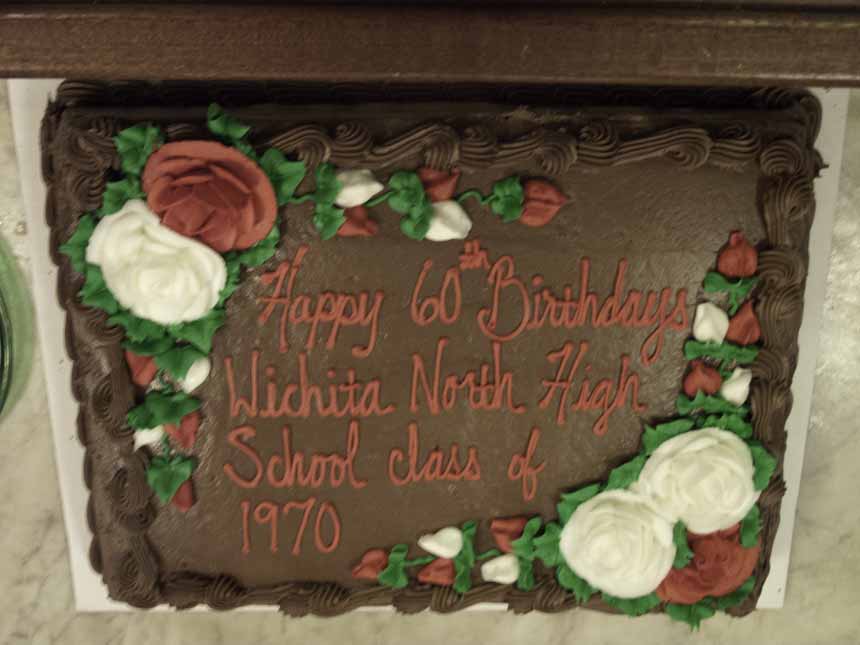 Happy 60th Birthdays
Wichita North High
School class of
1970